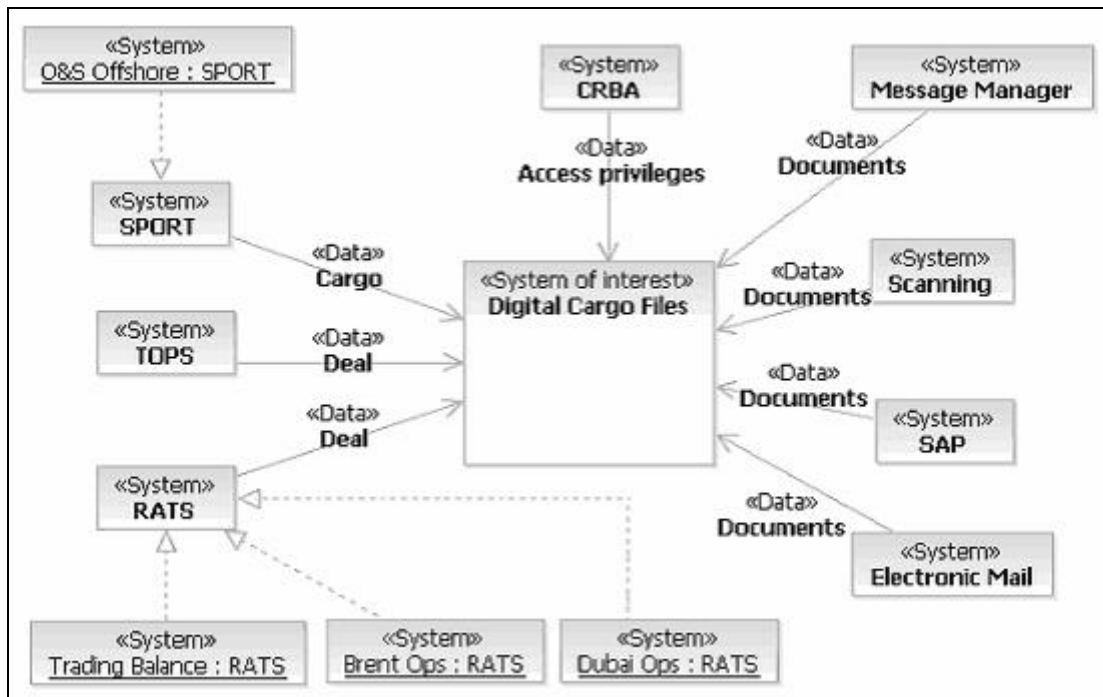 «System»
O&S Offshore : SPORT
«System»
CRBA
«System»
Message Manager
«Data»
Access privileges
«Data»
Documents
«System»
SPORT
«Data»
Cargo
«System of interest»
Digital Cargo Files
«System»
Scanning
«Data»
Documents
«System»
TOPS
«Data»
Deal
«Data»
Documents
«System»
SAP
«Data»
Deal
«System»
RATS
«Data»
Documents
«System»
Electronic Mail
«System»
Trading Balance : RATS
«System»
Brent Ops : RATS
«System»
Dubai Ops : RATS